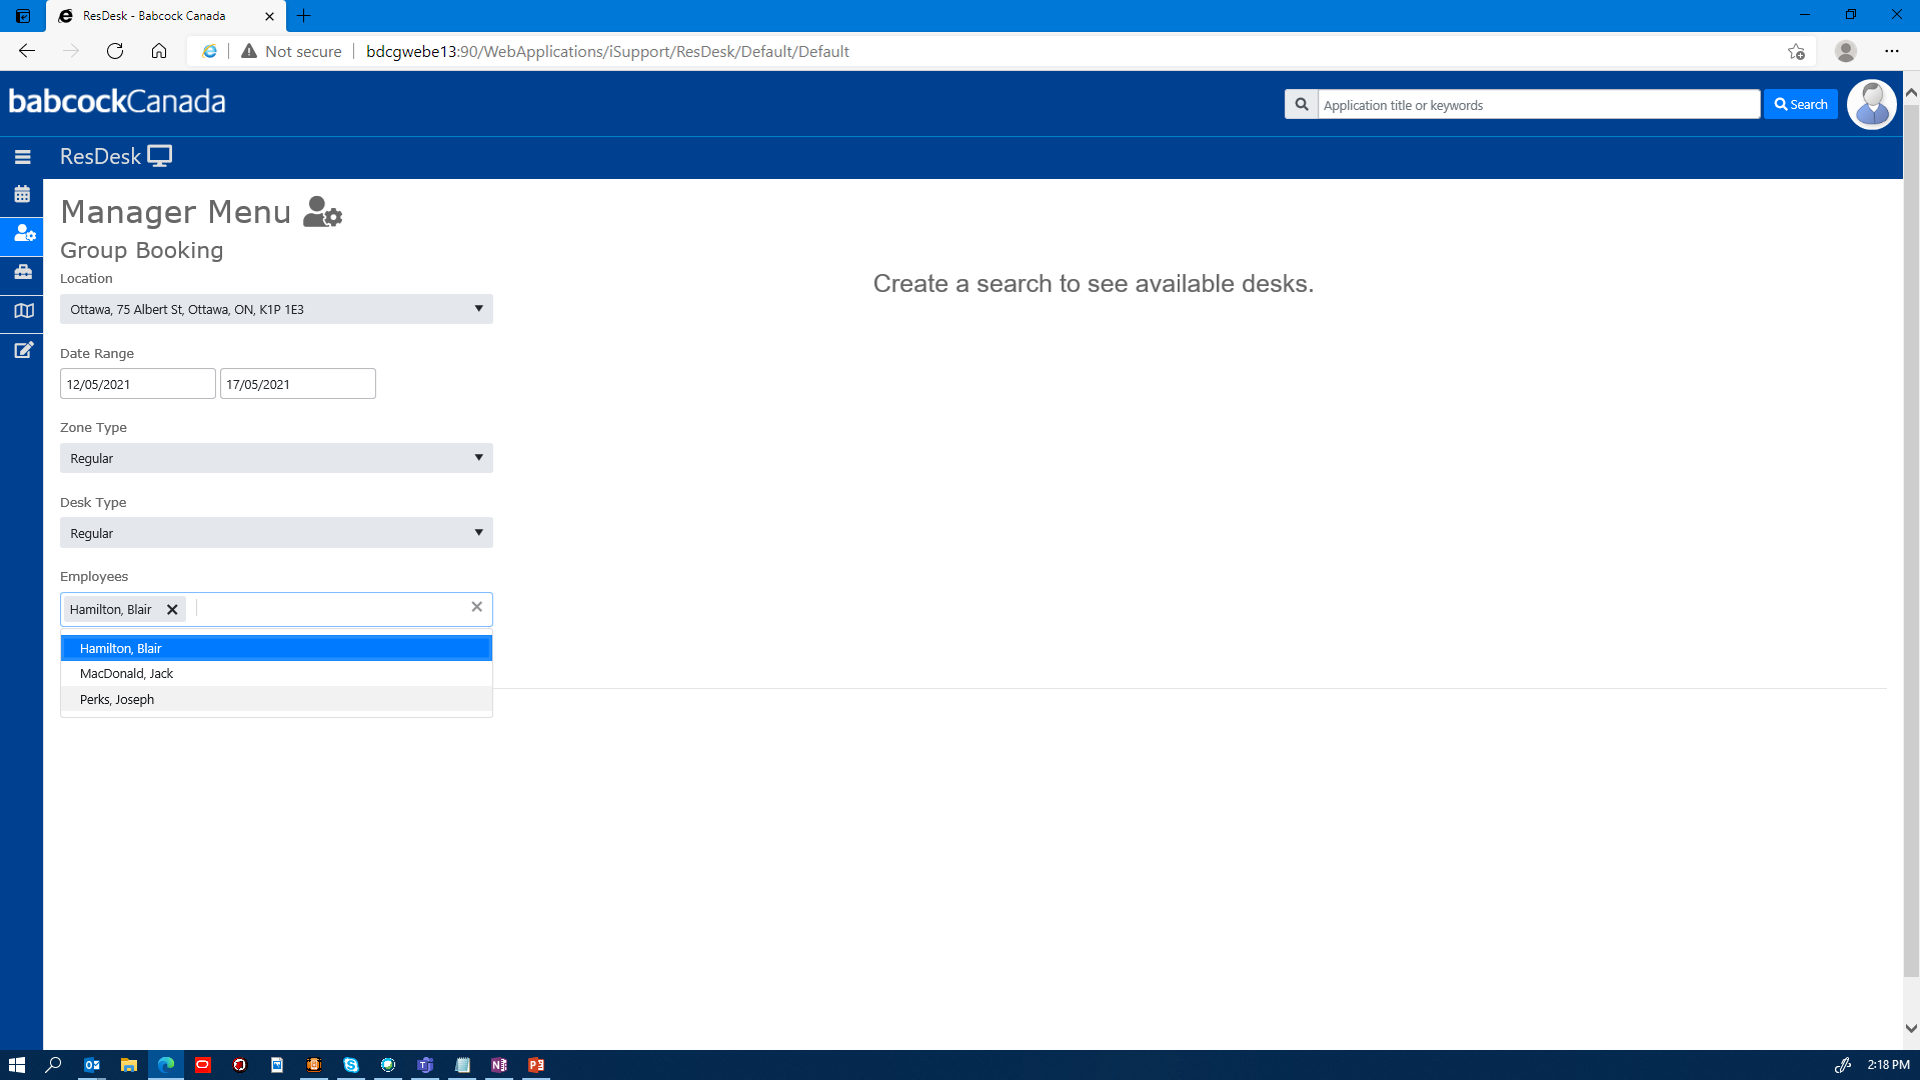 ResDesk - Babcock Canada
Not secure
bdcgwebe13:90/WebApplications/iSupport/ResDesk/Default/Default
babcockCanada
Application title or keywords
Search
ResDesk
Manager Menu
Group Booking
Location
Ottawa, 75 Albert St, Ottawa, ON, K1P 1E3
Create a search to see available desks.
Date Range
12/05/2021
17/05/2021
Zone Type
Regular
Desk Type
Regular
Employees
Hamilton, Blair
Hamilton, Blair
MacDonald, Jack
Perks, Joseph
2:18 PM